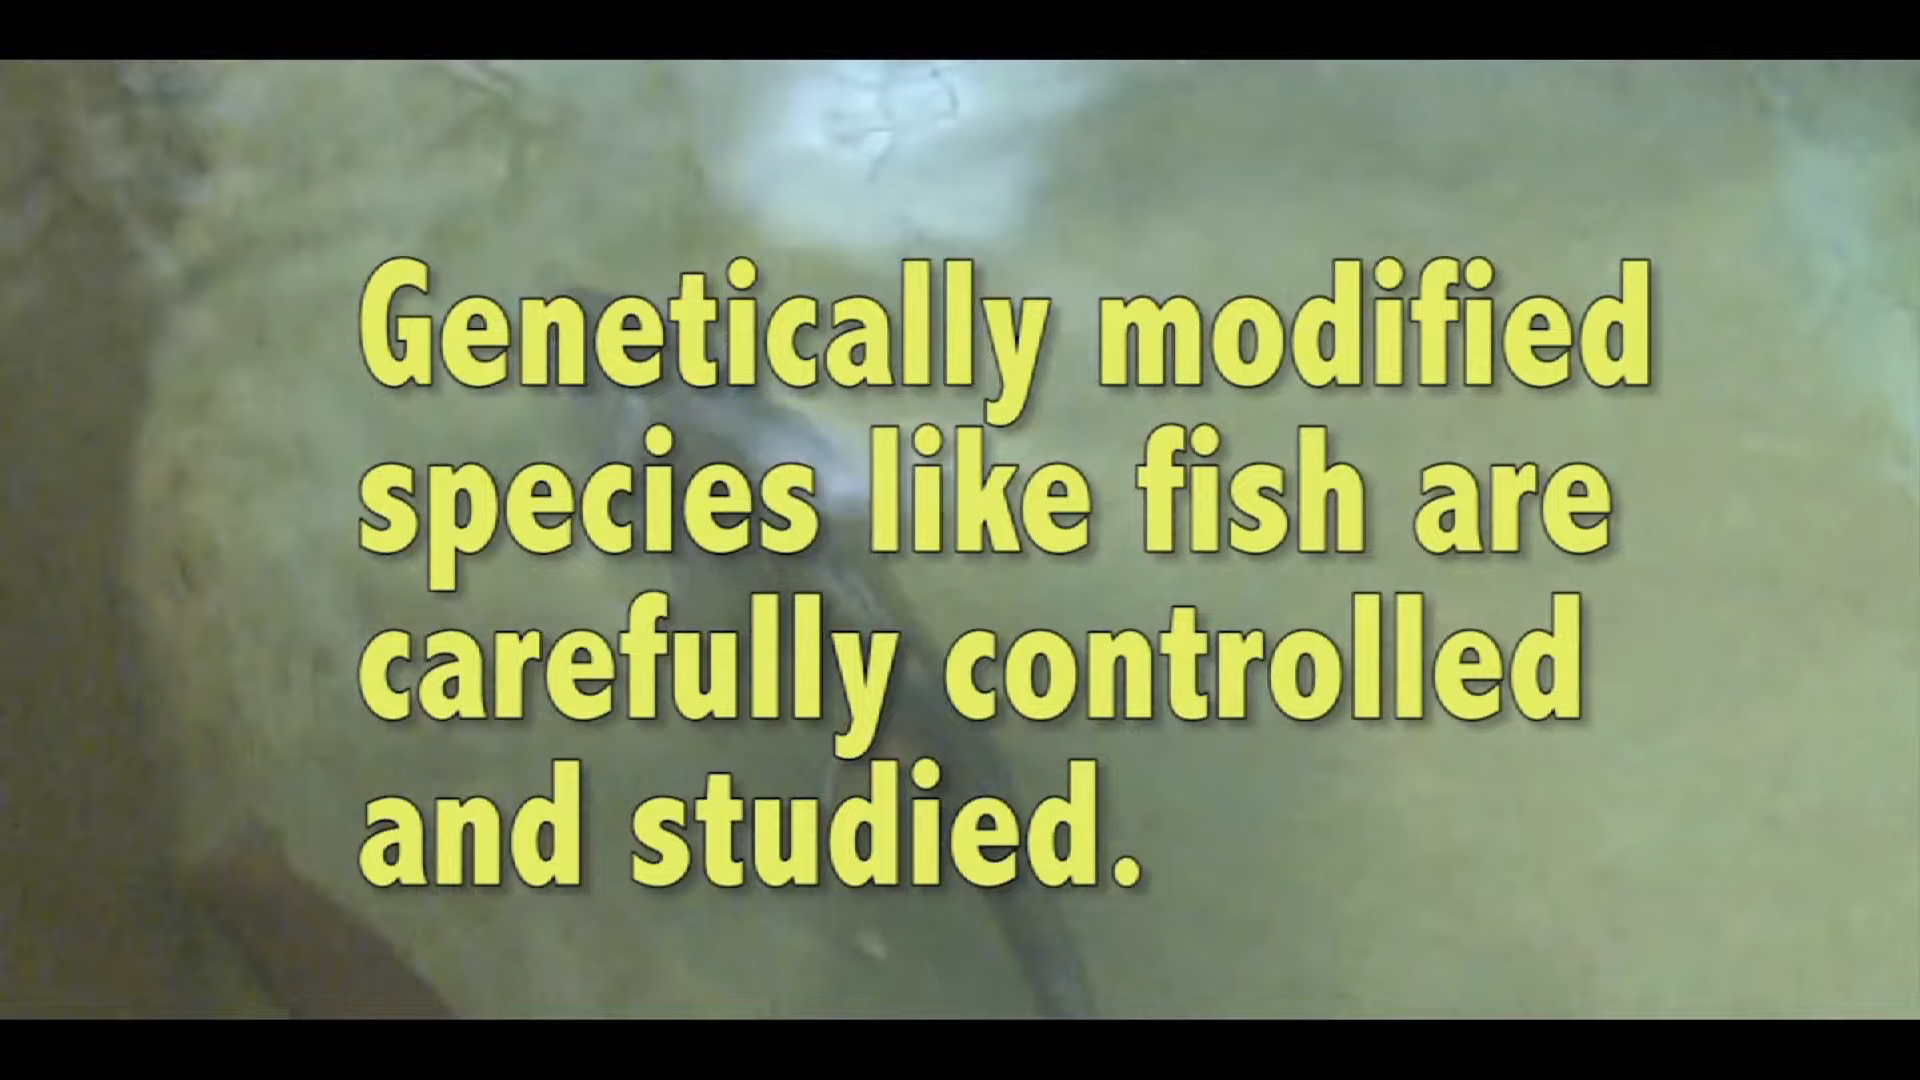 Genetically modified
species like fish are
carefully controlled
and studied.